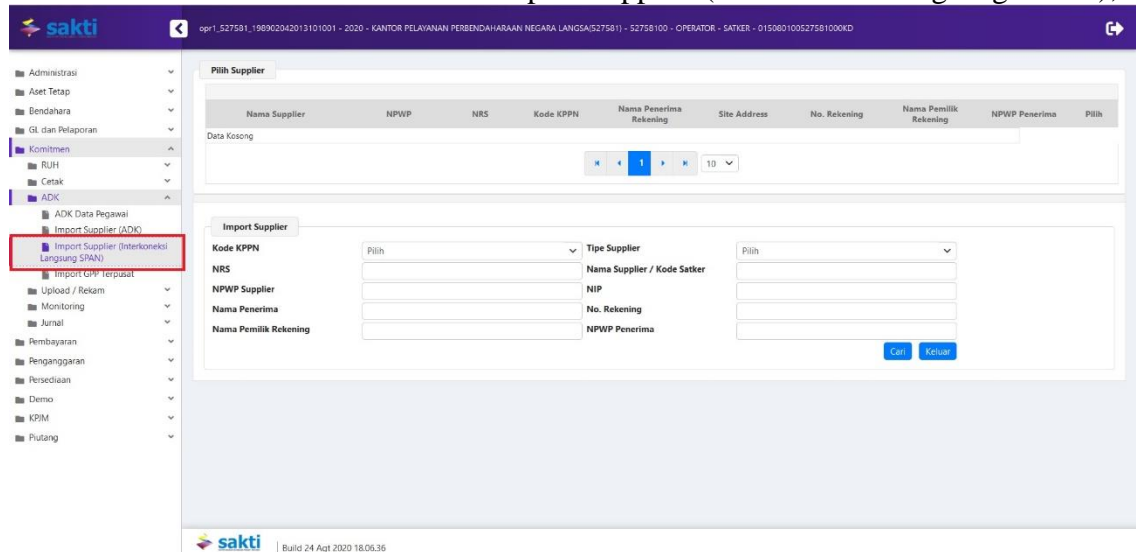 sakti
opr1_527581_198902042013101001 - 2020 - KANTOR PELAYANAN PERBENDAHARAAN NEGARA LANGSA(527581) - 52758100 - OPERATOR - SATKER - 015080100527581000KD
Administrasi
Aset Tetap
Bendahara
GL dan Pelaporan
Komitmen
RUH
Cetak
ADK
ADK Data Pegawai
Import Supplier (ADK)
Import Supplier (Interkoneksi
Langsung SPAN)
Import GPP Terpusat
Upload / Rekam
Monitoring
Jurnal
Pembayaran
Penganggaran
Persediaan
Demo
KPJM
Piutang
Pilih Supplier
Nama Supplier NPWP NRS Kode KPPN Nama Penerima Rekening Site Address No. Rekening Nama Pemilik Rekening NPWP Penerima Pilih
Data Kosong
1 10
Import Supplier
Kode KPPN Pilih Tipe Supplier Pilih
NRS Nama Supplier / Kode Satker
NPWP Supplier NIP
Nama Penerima No. Rekening
Nama Pemilik Rekening NPWP Penerima
Cari Keluar
sakti Build 24 Agt 2020 18.06.36